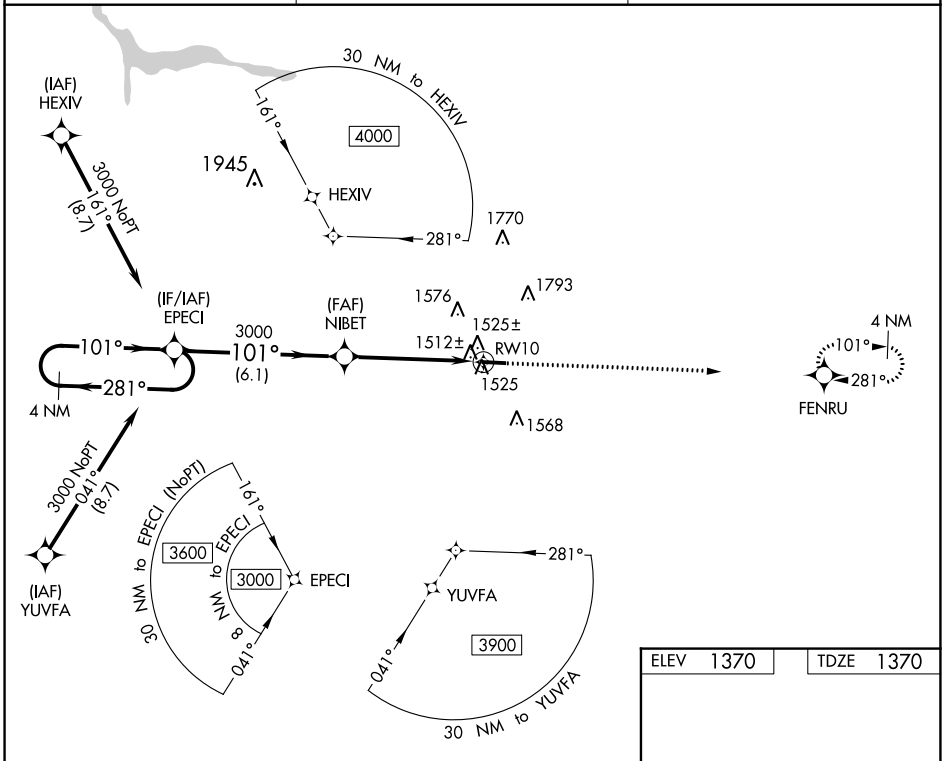 (IAF)
HEXIV
3000 NoPT
161°
(8.7)
30 NM to HEXIV
161°
4000
HEXIV
281°
1945
1770
1793
1576
1525±
1512±
RW10
1525
1568
(IF/IAF)
EPECI
(FAF)
NIBET
3000
101°
(6.1)
101°
281°
4 NM
4 NM
101°
281°
FENRU
3000 NoPT
041°
(8.7)
(IAF)
YUVFA
30 NM to EPECI (NoPT)
161°
3600
8 NM to EPECI
3000
EPECI
041°
281°
YUVFA
3900
041°
30 NM to YUVFA
ELEV 1370
TDZE 1370